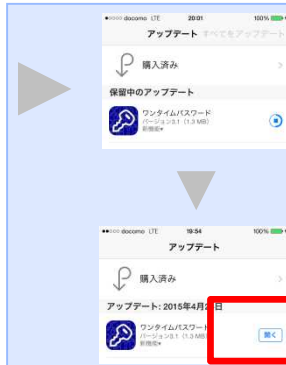 docomo LTE 20:01 100%
アップデート すべてをアップデート
購入済み
保留中のアップデート
ワンタイムパスワード
バージョン3.1 (1.3 MB)
新機能▾
docomo LTE 19:54 100%
アップデート
購入済み
アップデート: 2015年4月2 日
ワンタイムパスワード
バージョン3.1 (1.3 MB)
新機能▾
開く